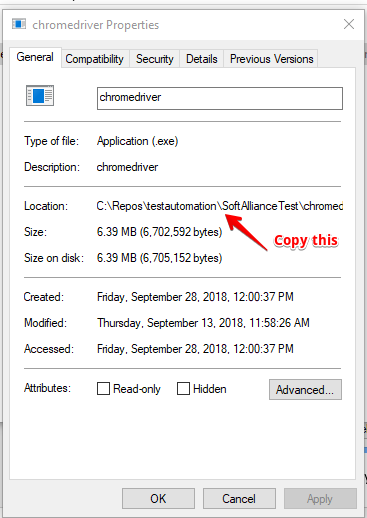 chromedriver Properties
General Compatibility Security Details Previous Versions
chromedriver
Type of file: Application (.exe)
Description: chromedriver
Location: C:\Repos\testautomation\SoftAllianceTest\chromed
Copy this
Size: 6.39 MB (6,702,592 bytes)
Size on disk: 6.39 MB (6,705,152 bytes)
Created: Friday, September 28, 2018, 12:00:37 PM
Modified: Thursday, September 13, 2018, 11:58:26 AM
Accessed: Friday, September 28, 2018, 12:00:37 PM
Attributes: Read-only Hidden Advanced...
OK Cancel Apply